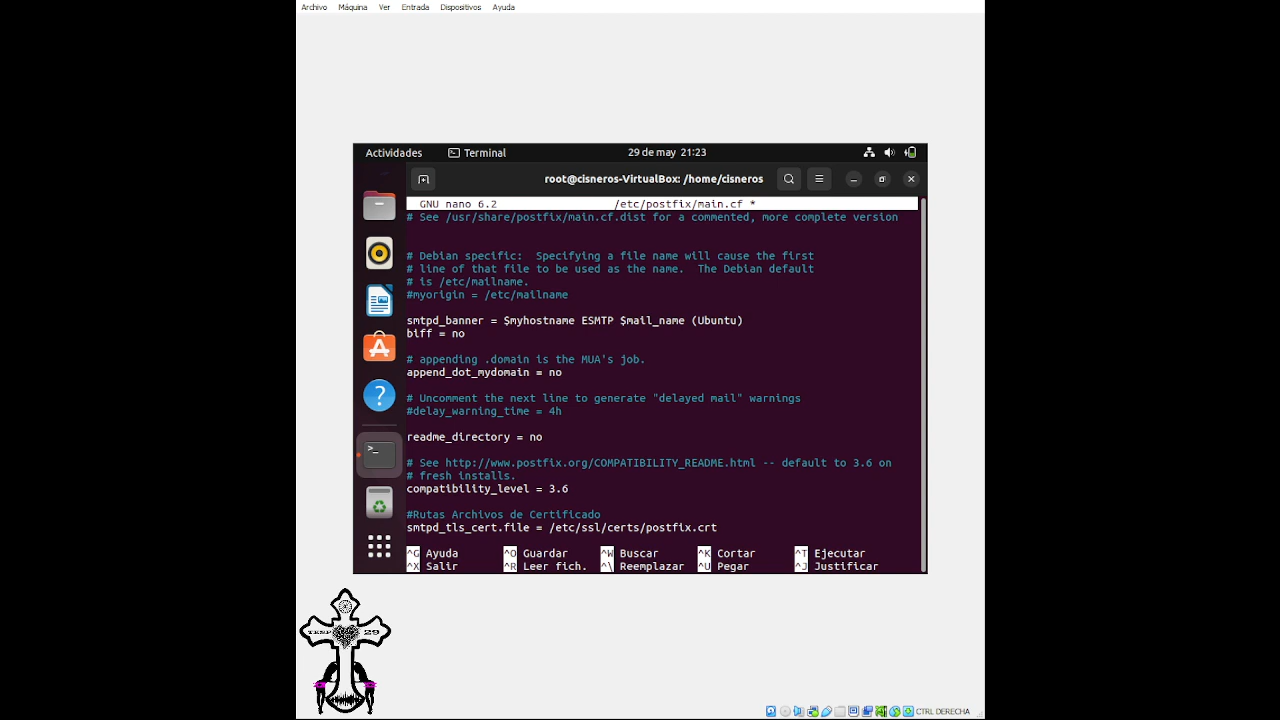 Archivo Máquina Ver Entrada Dispositivos Ayuda
Actividades Terminal 29 de may 21:23
root@cisneros-VirtualBox: /home/cisneros
GNU nano 6.2 /etc/postfix/main.cf *
# See /usr/share/postfix/main.cf.dist for a commented, more complete version
# Debian specific:  Specifying a file name will cause the first
# line of that file to be used as the name.  The Debian default
# is /etc/mailname.
#myorigin = /etc/mailname
smtpd_banner = $myhostname ESMTP $mail_name (Ubuntu)
biff = no
# appending .domain is the MUA's job.
append_dot_mydomain = no
# Uncomment the next line to generate "delayed mail" warnings
#delay_warning_time = 4h
readme_directory = no
# See http://www.postfix.org/COMPATIBILITY_README.html -- default to 3.6 on
# fresh installs.
compatibility_level = 3.6
#Rutas Archivos de Certificado
smtpd_tls_cert.file = /etc/ssl/certs/postfix.crt
^G Ayuda ^O Guardar ^W Buscar ^K Cortar ^T Ejecutar
^X Salir ^R Leer fich. ^\ Reemplazar ^U Pegar ^J Justificar
TESP 29
CTRL DERECHA